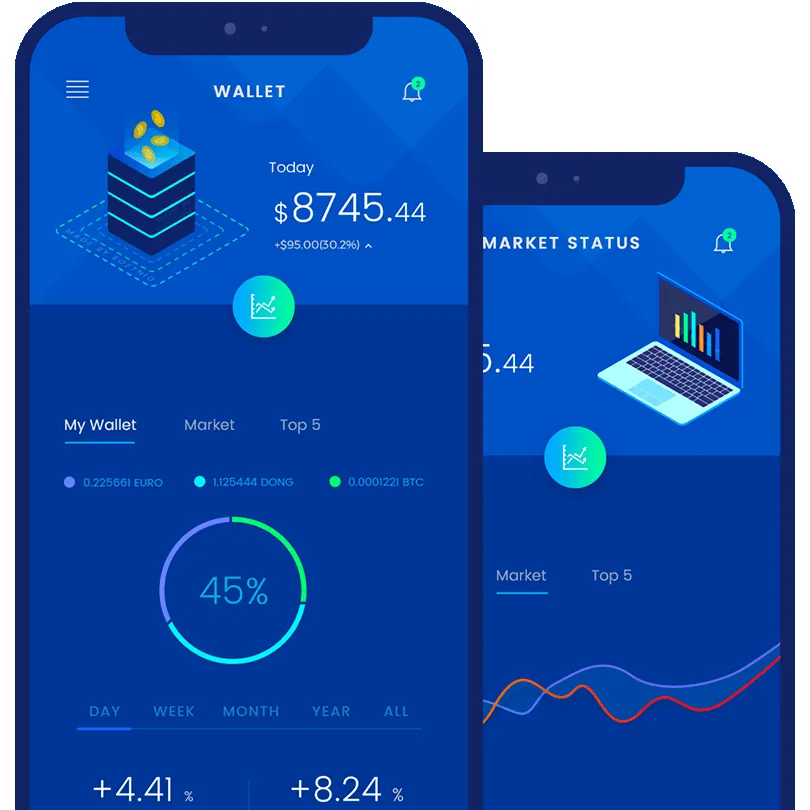 WALLET
2
Today
$8745.44
+$95.00(30.2%)
My Wallet
Market
Top 5
0.225661 EURO
1.125444 DONG
0.0001221 BTC
45%
DAY
WEEK
MONTH
YEAR
ALL
+4.41 %
+8.24 %
MARKET STATUS
2
5.44
Market
Top 5